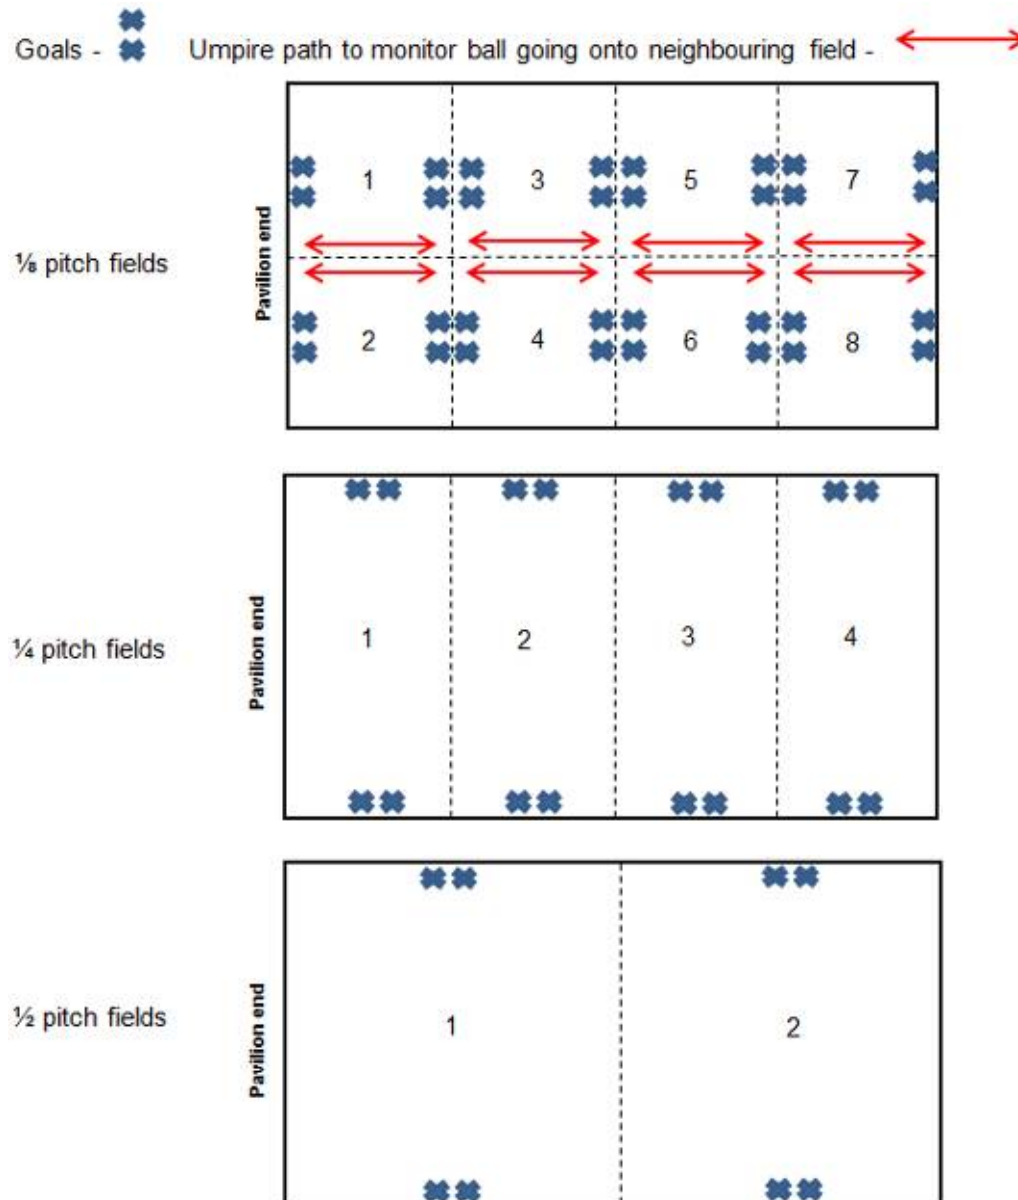 Goals - Umpire path to monitor ball going onto neighbouring field -
⅛ pitch fields
Pavilion end
1 3 5 7
2 4 6 8
¼ pitch fields
Pavilion end
1 2 3 4
½ pitch fields
Pavilion end
1 2